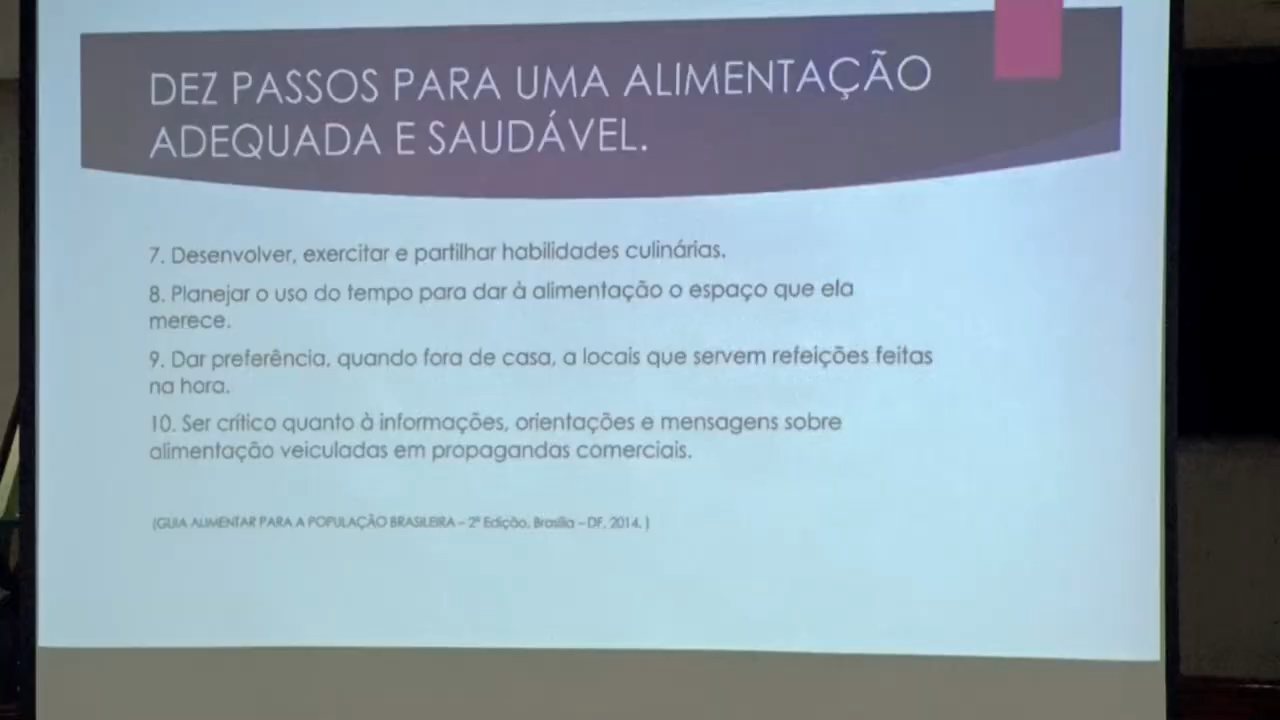 DEZ PASSOS PARA UMA ALIMENTAÇÃO
ADEQUADA E SAUDÁVEL.
7. Desenvolver, exercitar e partilhar habilidades culinárias.
8. Planejar o uso do tempo para dar à alimentação o espaço que ela
merece.
9. Dar preferência, quando fora de casa, a locais que servem refeições feitas
na hora.
10. Ser crítico quanto à informações, orientações e mensagens sobre
alimentação veiculadas em propagandas comerciais.
(GUIA ALIMENTAR PARA A POPULAÇÃO BRASILEIRA – 2ª Edição, Brasília – DF, 2014. )